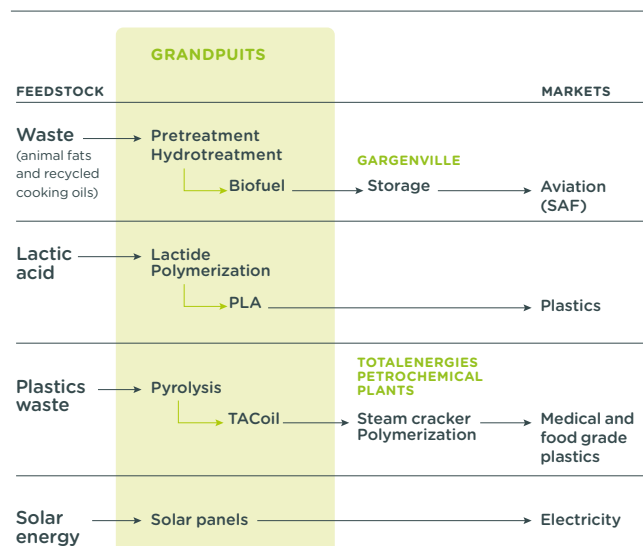 GRANDPUITS
FEEDSTOCK
MARKETS
Waste
(animal fats
and recycled
cooking oils)
Pretreatment
Hydrotreatment
Biofuel
GARGENVILLE
Storage
Aviation
(SAF)
Lactic
acid
Lactide
Polymerization
PLA
Plastics
Plastics
waste
Pyrolysis
TACoil
TOTALENERGIES
PETROCHEMICAL
PLANTS
Steam cracker
Polymerization
Medical and
food grade
plastics
Solar
energy
Solar panels
Electricity